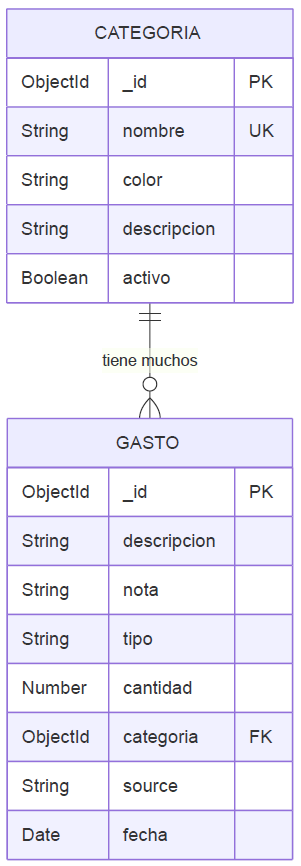 CATEGORIA
ObjectId _id PK
String nombre UK
String color
String descripcion
Boolean activo
tiene muchos
GASTO
ObjectId _id PK
String descripcion
String nota
String tipo
Number cantidad
ObjectId categoria FK
String source
Date fecha